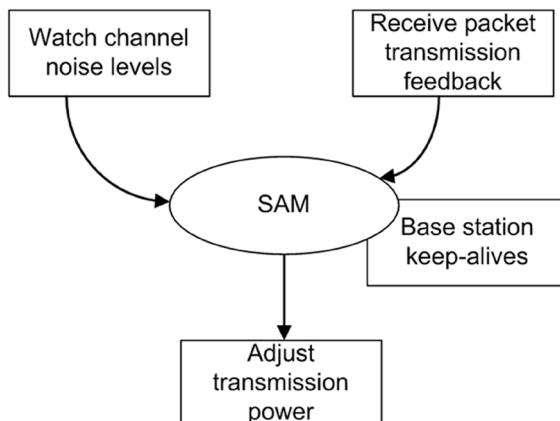 Watch channel
noise levels
Receive packet
transmission
feedback
SAM
Base station
keep-alives
Adjust
transmission
power